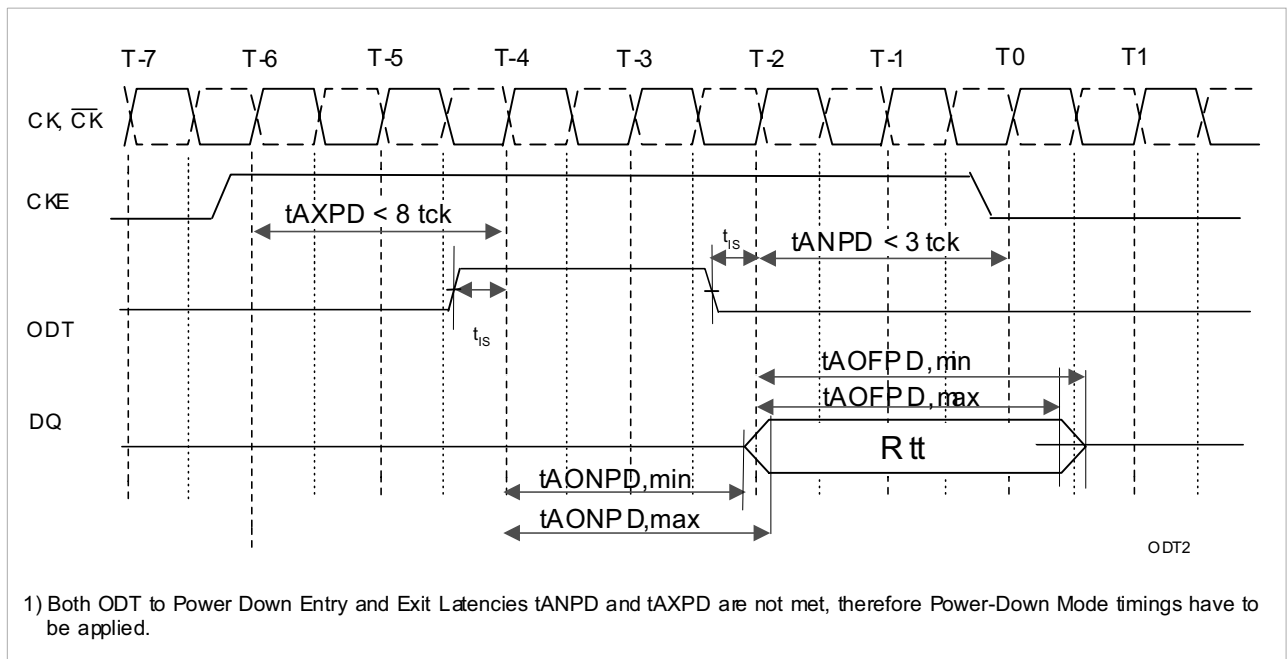 T-7 T-6 T-5 T-4 T-3 T-2 T-1 T0 T1
CK, CK
CKE
tAXPD < 8 tck
tIS
tANPD < 3 tck
ODT
tIS
tAOFPD,min
tAOFPD,max
DQ
Rtt
tAONPD,min
tAONPD,max
ODT2
1) Both ODT to Power Down Entry and Exit Latencies tANPD and tAXPD are not met, therefore Power-Down Mode timings have to
be applied.